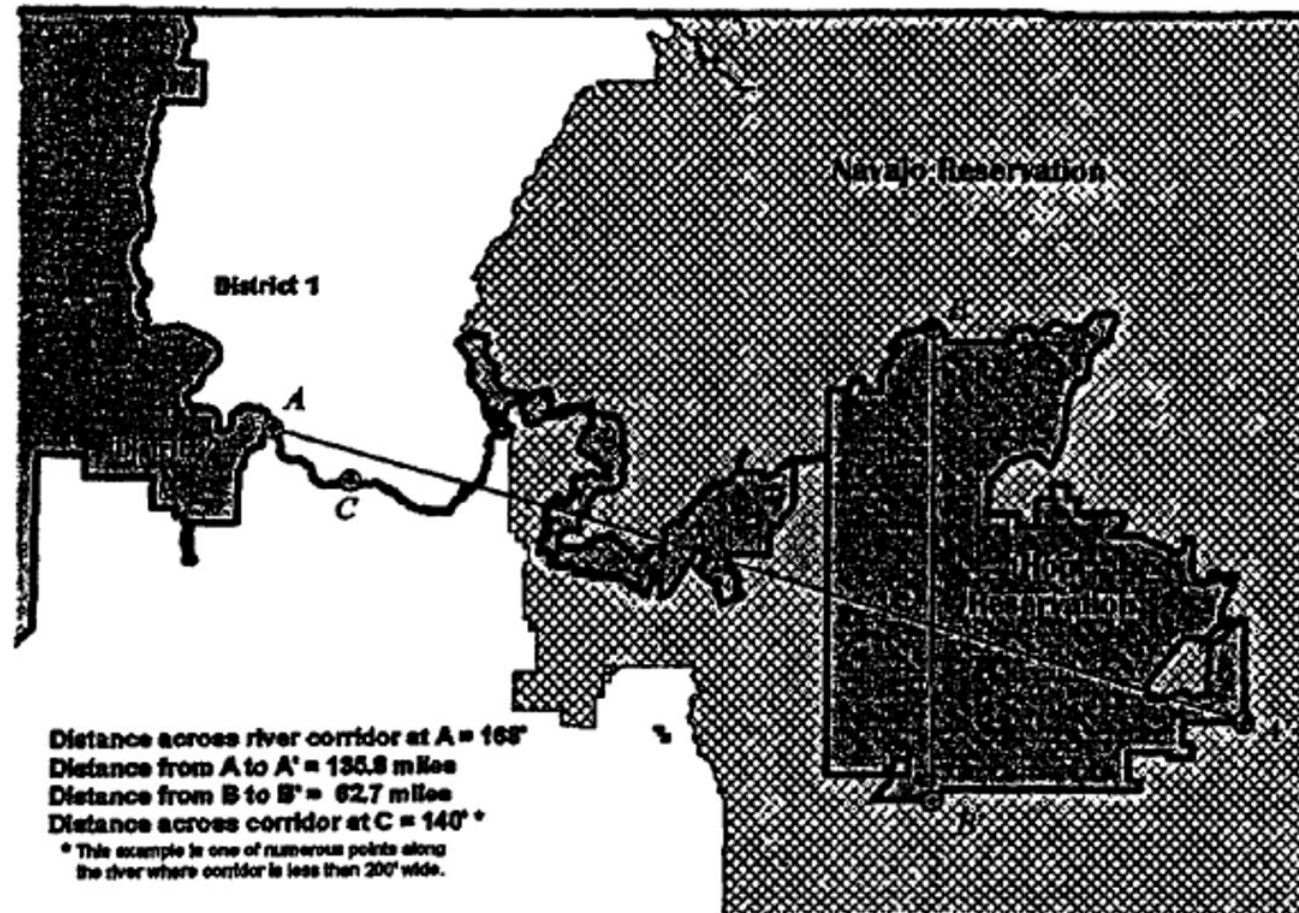 Navajo Reservation
District 1
B
A
C
Hopi
Reservation
A'
B'
Distance across river corridor at A = 168'
Distance from A to A' = 135.8 miles
Distance from B to B' = 62.7 miles
Distance across corridor at C = 140' *
* This example is one of numerous points along
the river where corridor is less than 200' wide.